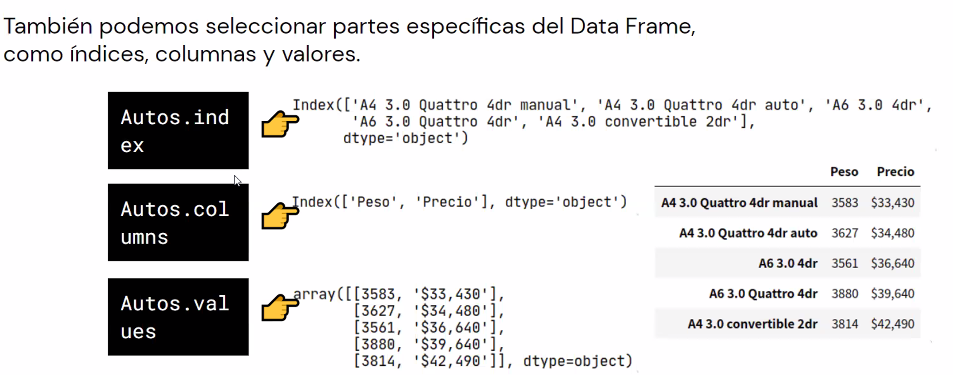 También podemos seleccionar partes específicas del Data Frame,
como índices, columnas y valores.
Autos.ind
ex
Index(['A4 3.0 Quattro 4dr manual', 'A4 3.0 Quattro 4dr auto', 'A6 3.0 4dr',
'A6 3.0 Quattro 4dr', 'A4 3.0 convertible 2dr'],
dtype='object')
Autos.col
umns
Index(['Peso', 'Precio'], dtype='object')
Autos.val
ues
array([[3583, '$33,430'],
[3627, '$34,480'],
[3561, '$36,640'],
[3880, '$39,640'],
[3814, '$42,490']], dtype=object)
Peso Precio
A4 3.0 Quattro 4dr manual 3583 $33,430
A4 3.0 Quattro 4dr auto 3627 $34,480
A6 3.0 4dr 3561 $36,640
A6 3.0 Quattro 4dr 3880 $39,640
A4 3.0 convertible 2dr 3814 $42,490